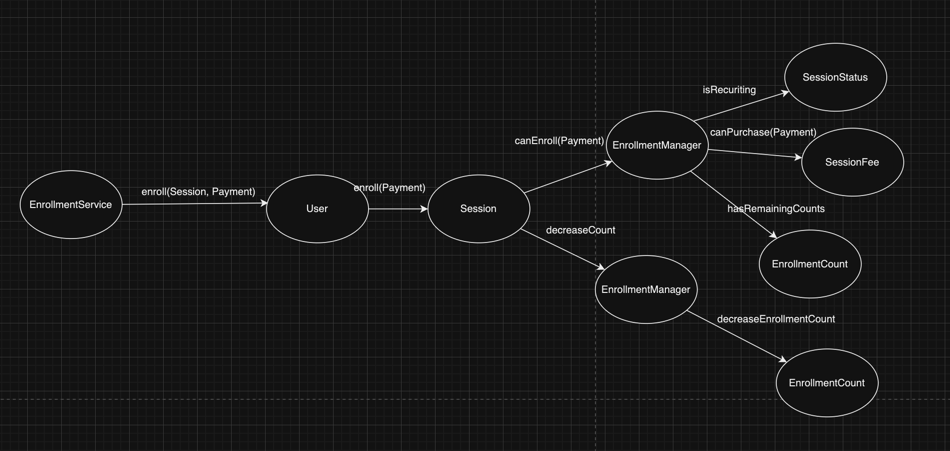 SessionStatus
isRecuriting
canPurchase(Payment)
canEnroll(Payment)
EnrollmentManager
SessionFee
enroll(Session, Payment)
enroll(Payment)
EnrollmentService
User
Session
hasRemainingCounts
decreaseCount
EnrollmentCount
EnrollmentManager
decreaseEnrollmentCount
EnrollmentCount